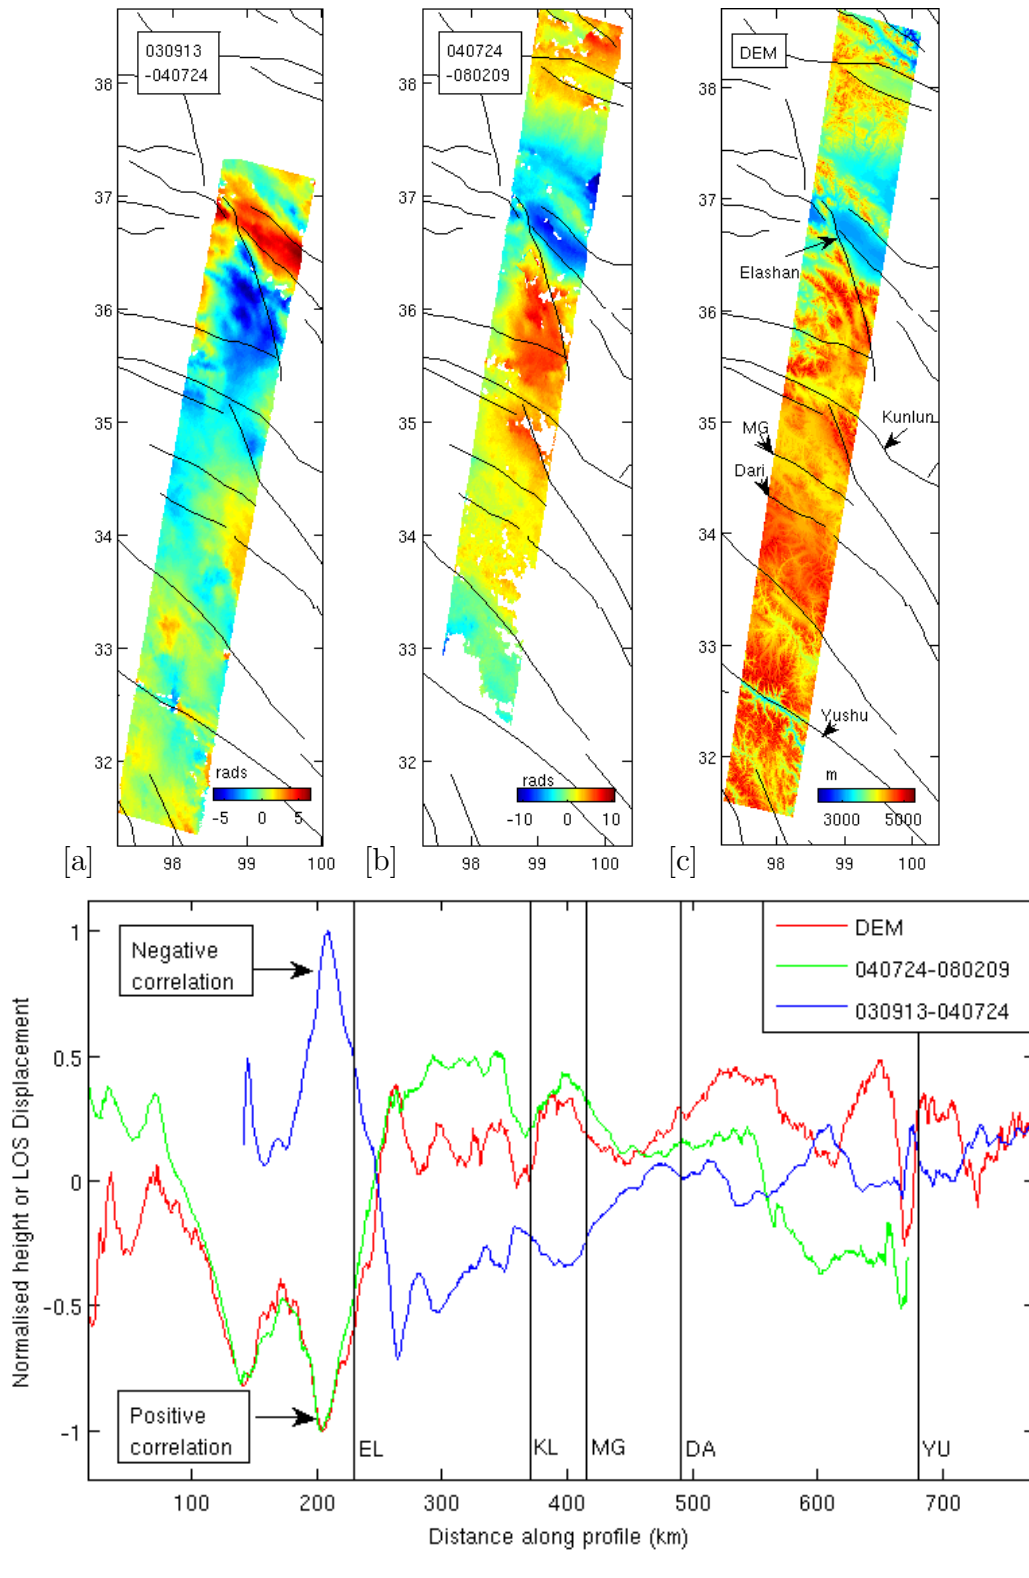 030913
-040724
38
37
36
35
34
33
32
rads
-5 0 5
98 99 100
[a]
040724
-080209
38
37
36
35
34
33
32
rads
-10 0 10
98 99 100
[b]
DEM
38
37
36
35
34
33
32
Elashan
MG
Kunlun
Dari
Yushu
m
3000 5000
98 99 100
[c]
Normalised height or LOS Displacement
1
0.5
0
-0.5
-1
Negative
correlation
Positive
correlation
DEM
040724-080209
030913-040724
EL
KL
MG
DA
YU
100 200 300 400 500 600 700
Distance along profile (km)